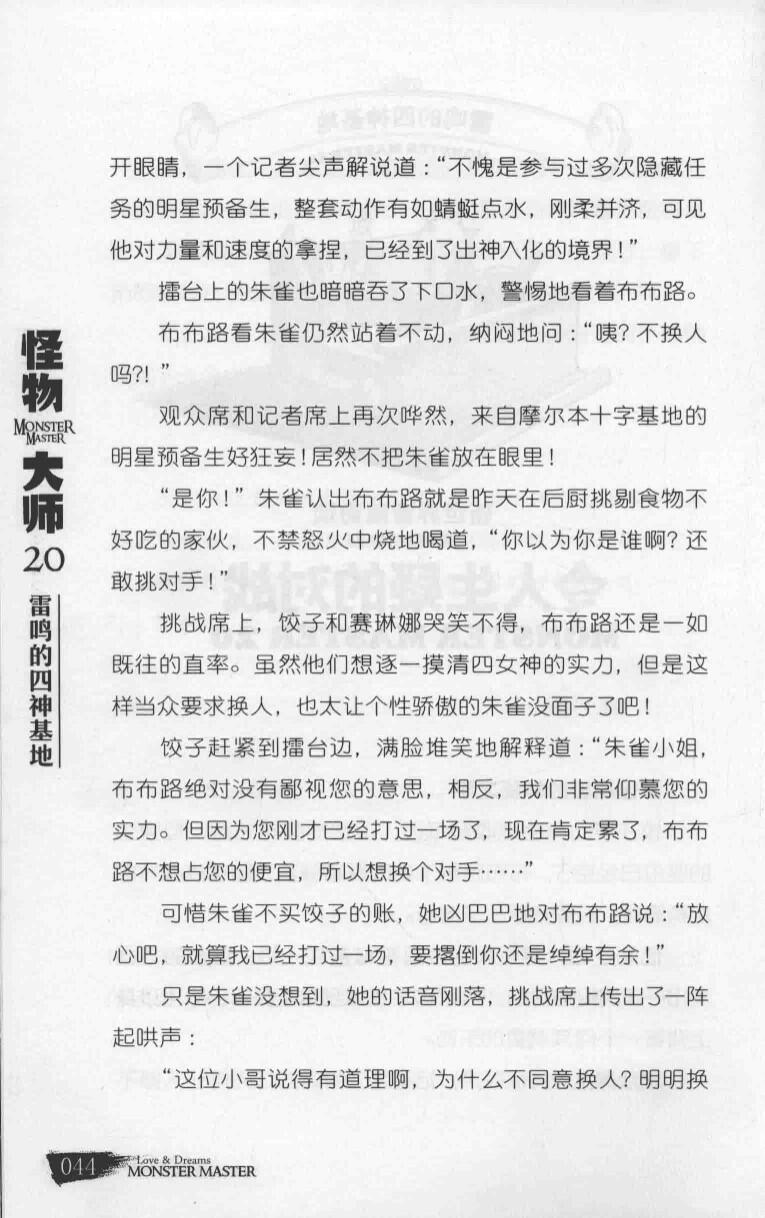 开眼睛，一个记者尖声解说道：“不愧是参与过多次隐藏任
务的明星预备生，整套动作有如蜻蜓点水，刚柔并济，可见
他对力量和速度的拿捏，已经到了出神入化的境界！”
擂台上的朱雀也暗暗吞了下口水，警惕地看着布布路。
布布路看朱雀仍然站着不动，纳闷地问：“咦？不换人
吗?！”
观众席和记者席上再次哗然，来自摩尔本十字基地的
明星预备生好狂妄！居然不把朱雀放在眼里！
“是你！”朱雀认出布布路就是昨天在后厨挑剔食物不
好吃的家伙，不禁怒火中烧地喝道，“你以为你是谁啊？还
敢挑对手！”
挑战席上，饺子和赛琳娜哭笑不得，布布路还是一如
既往的直率。虽然他们想逐一摸清四女神的实力，但是这
样当众要求换人，也太让个性骄傲的朱雀没面子了吧！
饺子赶紧到擂台边，满脸堆笑地解释道：“朱雀小姐，
布布路绝对没有鄙视您的意思，相反，我们非常仰慕您的
实力。但因为您刚才已经打过一场了，现在肯定累了，布布
路不想占您的便宜，所以想换个对手……”
可惜朱雀不买饺子的账，她凶巴巴地对布布路说：“放
心吧，就算我已经打过一场，要撂倒你还是绰绰有余！”
只是朱雀没想到，她的话音刚落，挑战席上传出了一阵
起哄声：
“这位小哥说得有道理啊，为什么不同意换人？明明换
怪物
MONSTER
MASTER
大师
20
雷鸣的四神基地
044
Love & Dreams
MONSTER MASTER